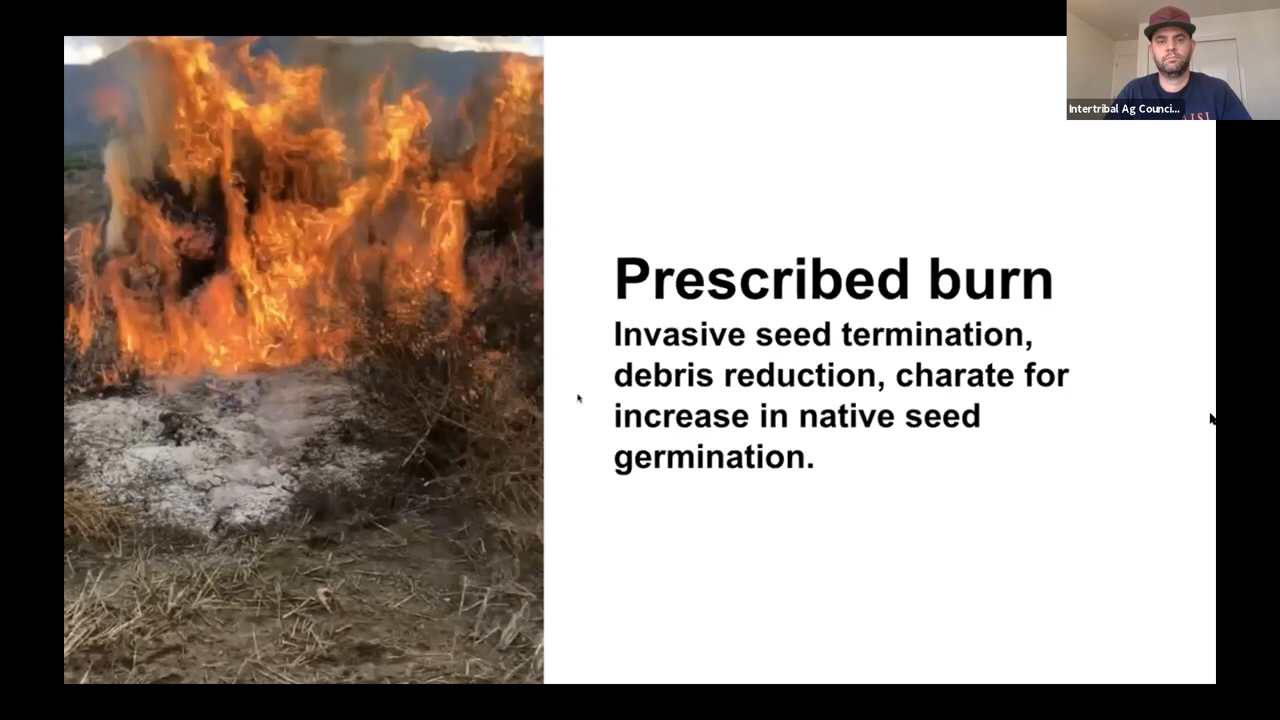 Intertribal Ag Counci...
Prescribed burn
Invasive seed termination,
debris reduction, charate for
increase in native seed
germination.